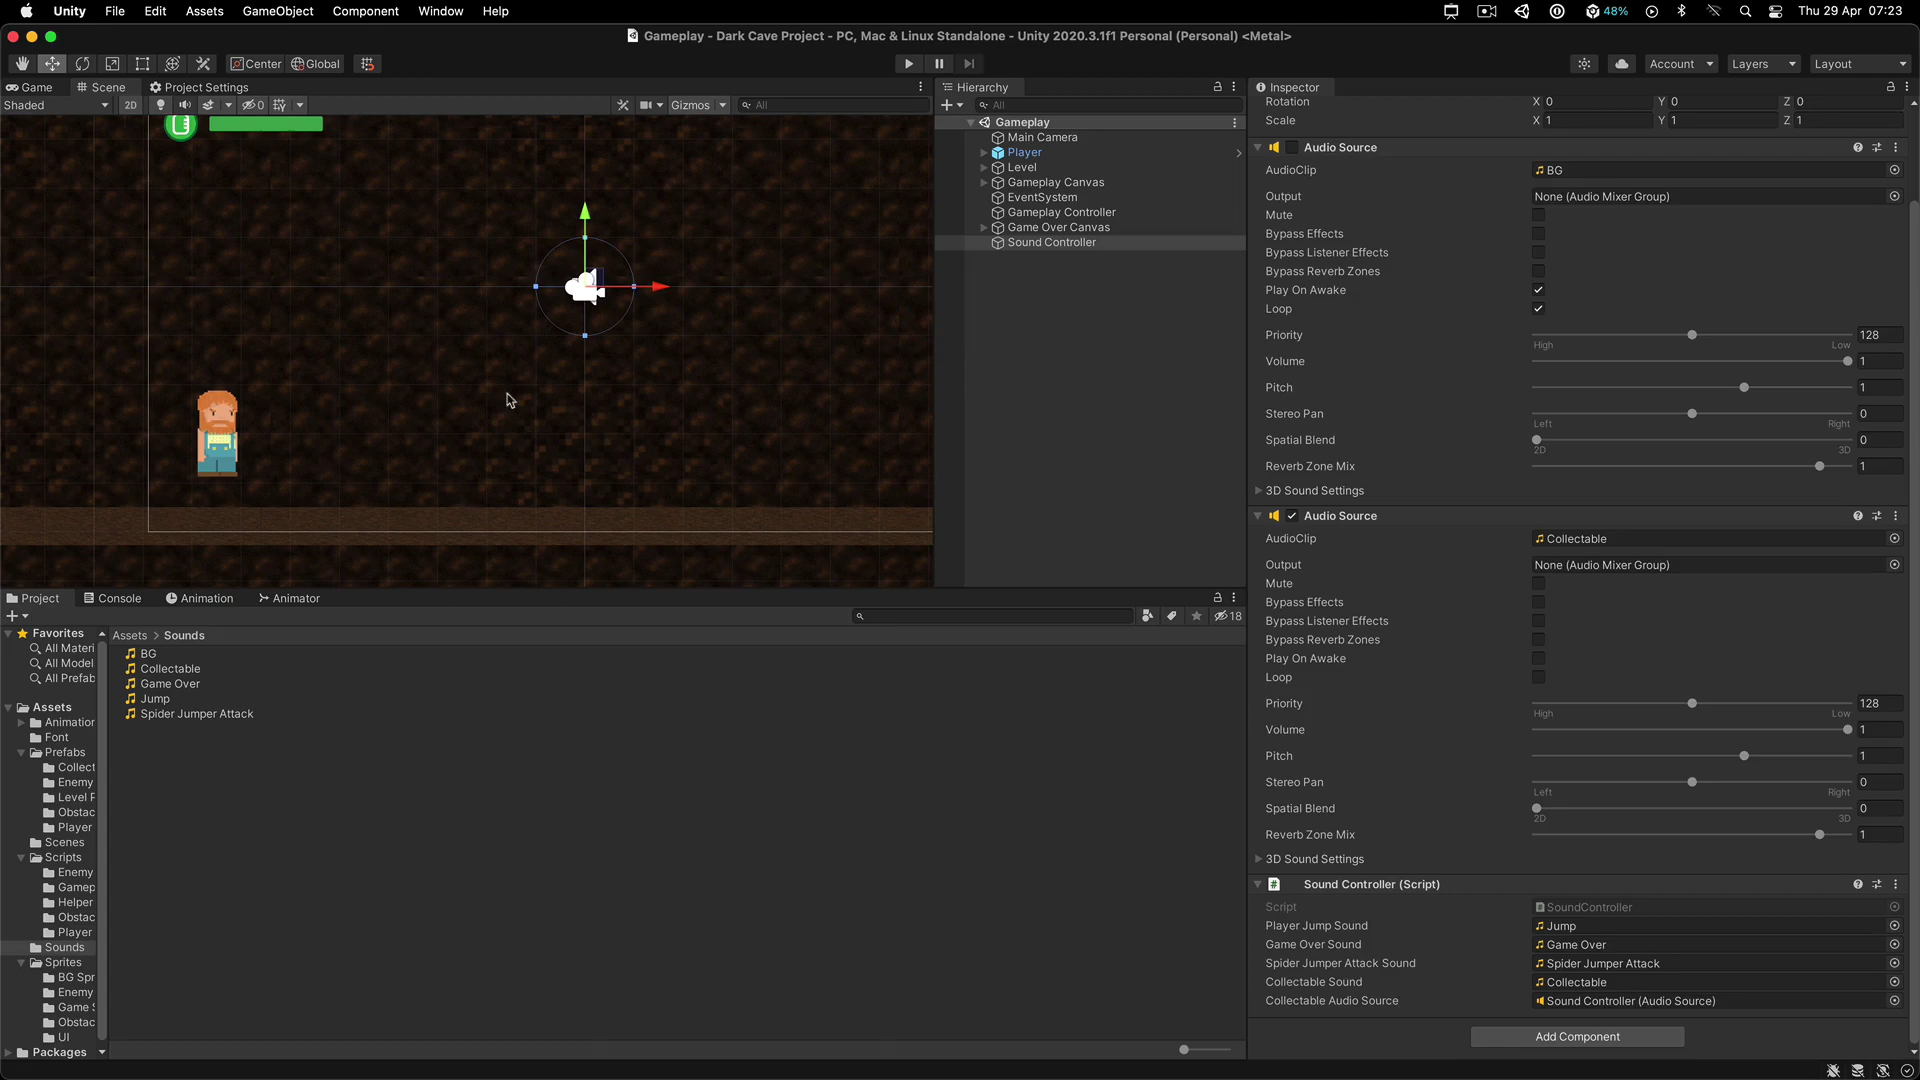 Unity File Edit Assets GameObject Component Window Help 48% Thu 29 Apr 07:23
Gameplay - Dark Cave Project - PC, Mac & Linux Standalone - Unity 2020.3.1f1 Personal (Personal) <Metal>
Center Global Account Layers Layout
Game Scene Project Settings
Shaded 2D 0 Gizmos All
Hierarchy
All
Gameplay
Main Camera
Player
Level
Gameplay Canvas
EventSystem
Gameplay Controller
Game Over Canvas
Sound Controller
Inspector
Rotation X 0 Y 0 Z 0
Scale X 1 Y 1 Z 1
Audio Source
AudioClip BG
Output None (Audio Mixer Group)
Mute
Bypass Effects
Bypass Listener Effects
Bypass Reverb Zones
Play On Awake
Loop
Priority 128
High Low
Volume 1
Pitch 1
Stereo Pan 0
Left Right
Spatial Blend 0
2D 3D
Reverb Zone Mix 1
3D Sound Settings
Audio Source
AudioClip Collectable
Output None (Audio Mixer Group)
Mute
Bypass Effects
Bypass Listener Effects
Bypass Reverb Zones
Play On Awake
Loop
Priority 128
High Low
Volume 1
Pitch 1
Stereo Pan 0
Left Right
Spatial Blend 0
2D 3D
Reverb Zone Mix 1
3D Sound Settings
Sound Controller (Script)
Script SoundController
Player Jump Sound Jump
Game Over Sound Game Over
Spider Jumper Attack Sound Spider Jumper Attack
Collectable Sound Collectable
Collectable Audio Source Sound Controller (Audio Source)
Add Component
Project Console Animation Animator
18
Favorites
All Materi
All Model
All Prefab
Assets
Animation
Font
Prefabs
Collect
Enemy
Level P
Obstac
Player
Scenes
Scripts
Enemy
Gamep
Helper
Obstac
Player
Sounds
Sprites
BG Spr
Enemy
Game S
Obstac
UI
Packages
Assets > Sounds
BG
Collectable
Game Over
Jump
Spider Jumper Attack